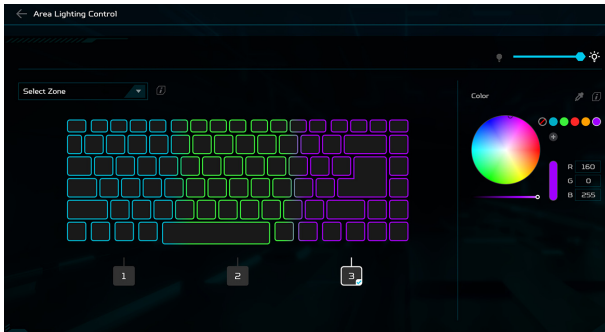 Area Lighting Control
Select Zone
Color
R 160
G 0
B 255
1
2
3